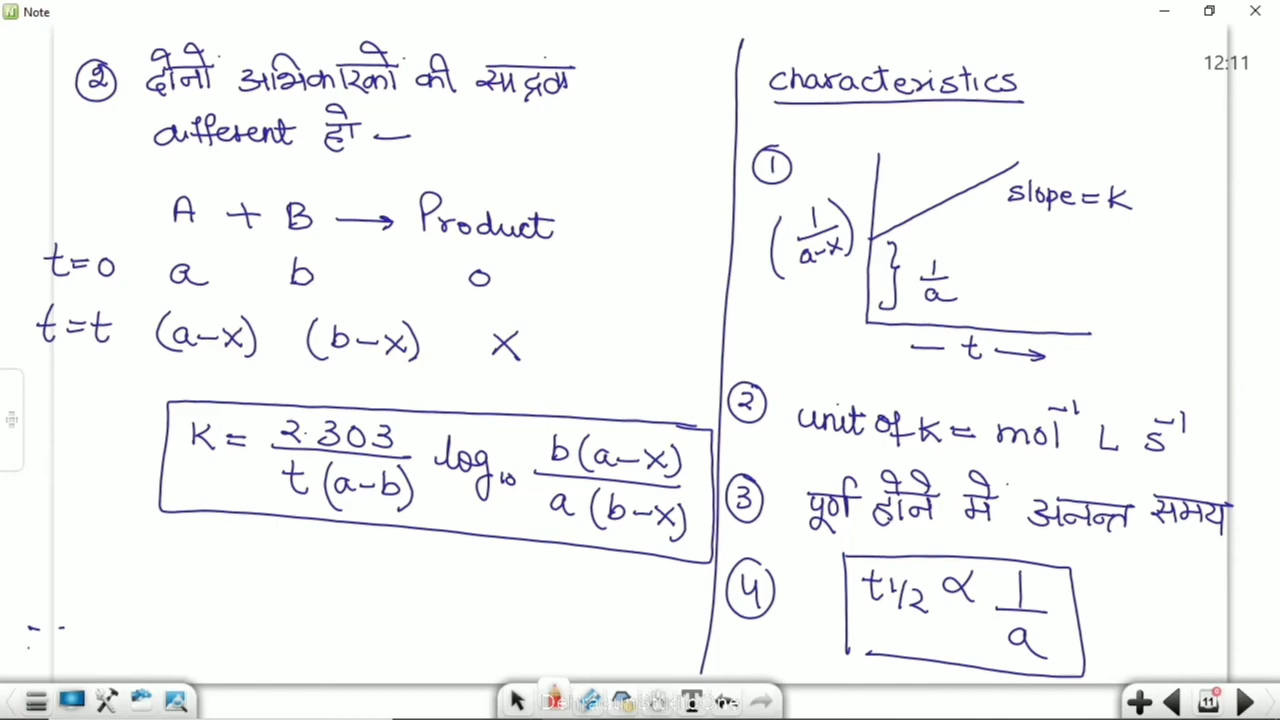 Note
② दोनो अभिकारको की सान्द्रता
different हो —
A + B ⟶ Product
t=0 a b 0
t=t (a-x) (b-x) x
K = 2.303 / t(a-b) log₁₀ b(a-x) / a(b-x)
characteristics
12:11
①
(1/a-x)
slope = K
} 1/a
— t ⟶
② unit of K = mol⁻¹ L s⁻¹
③ पूर्ण होने मे अनन्त समय
④ t1/2 ∝ 1/a
11